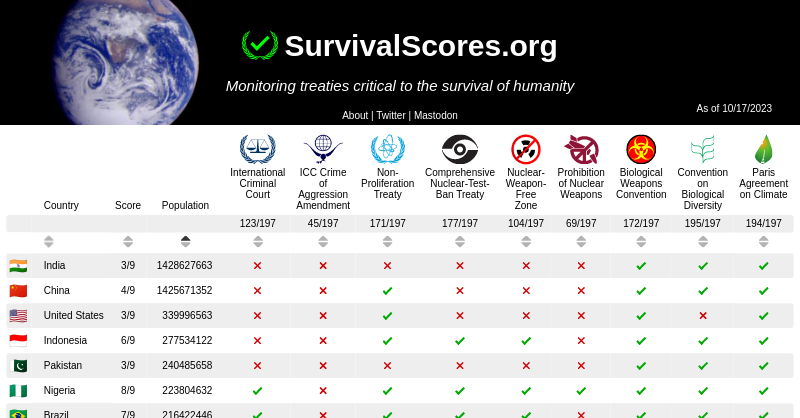 SurvivalScores.org
Monitoring treaties critical to the survival of humanity
About | Twitter | Mastodon
As of 10/17/2023
Country Score Population International Criminal Court ICC Crime of Aggression Amendment Non-Proliferation Treaty Comprehensive Nuclear-Test-Ban Treaty Nuclear-Weapon-Free Zone Prohibition of Nuclear Weapons Biological Weapons Convention Convention on Biological Diversity Paris Agreement on Climate
123/197 45/197 171/197 177/197 104/197 69/197 172/197 195/197 194/197
India 3/9 1428627663
China 4/9 1425671352
United States 3/9 339996563
Indonesia 6/9 277534122
Pakistan 3/9 240485658
Nigeria 8/9 223804632
Brazil 7/9 216422446